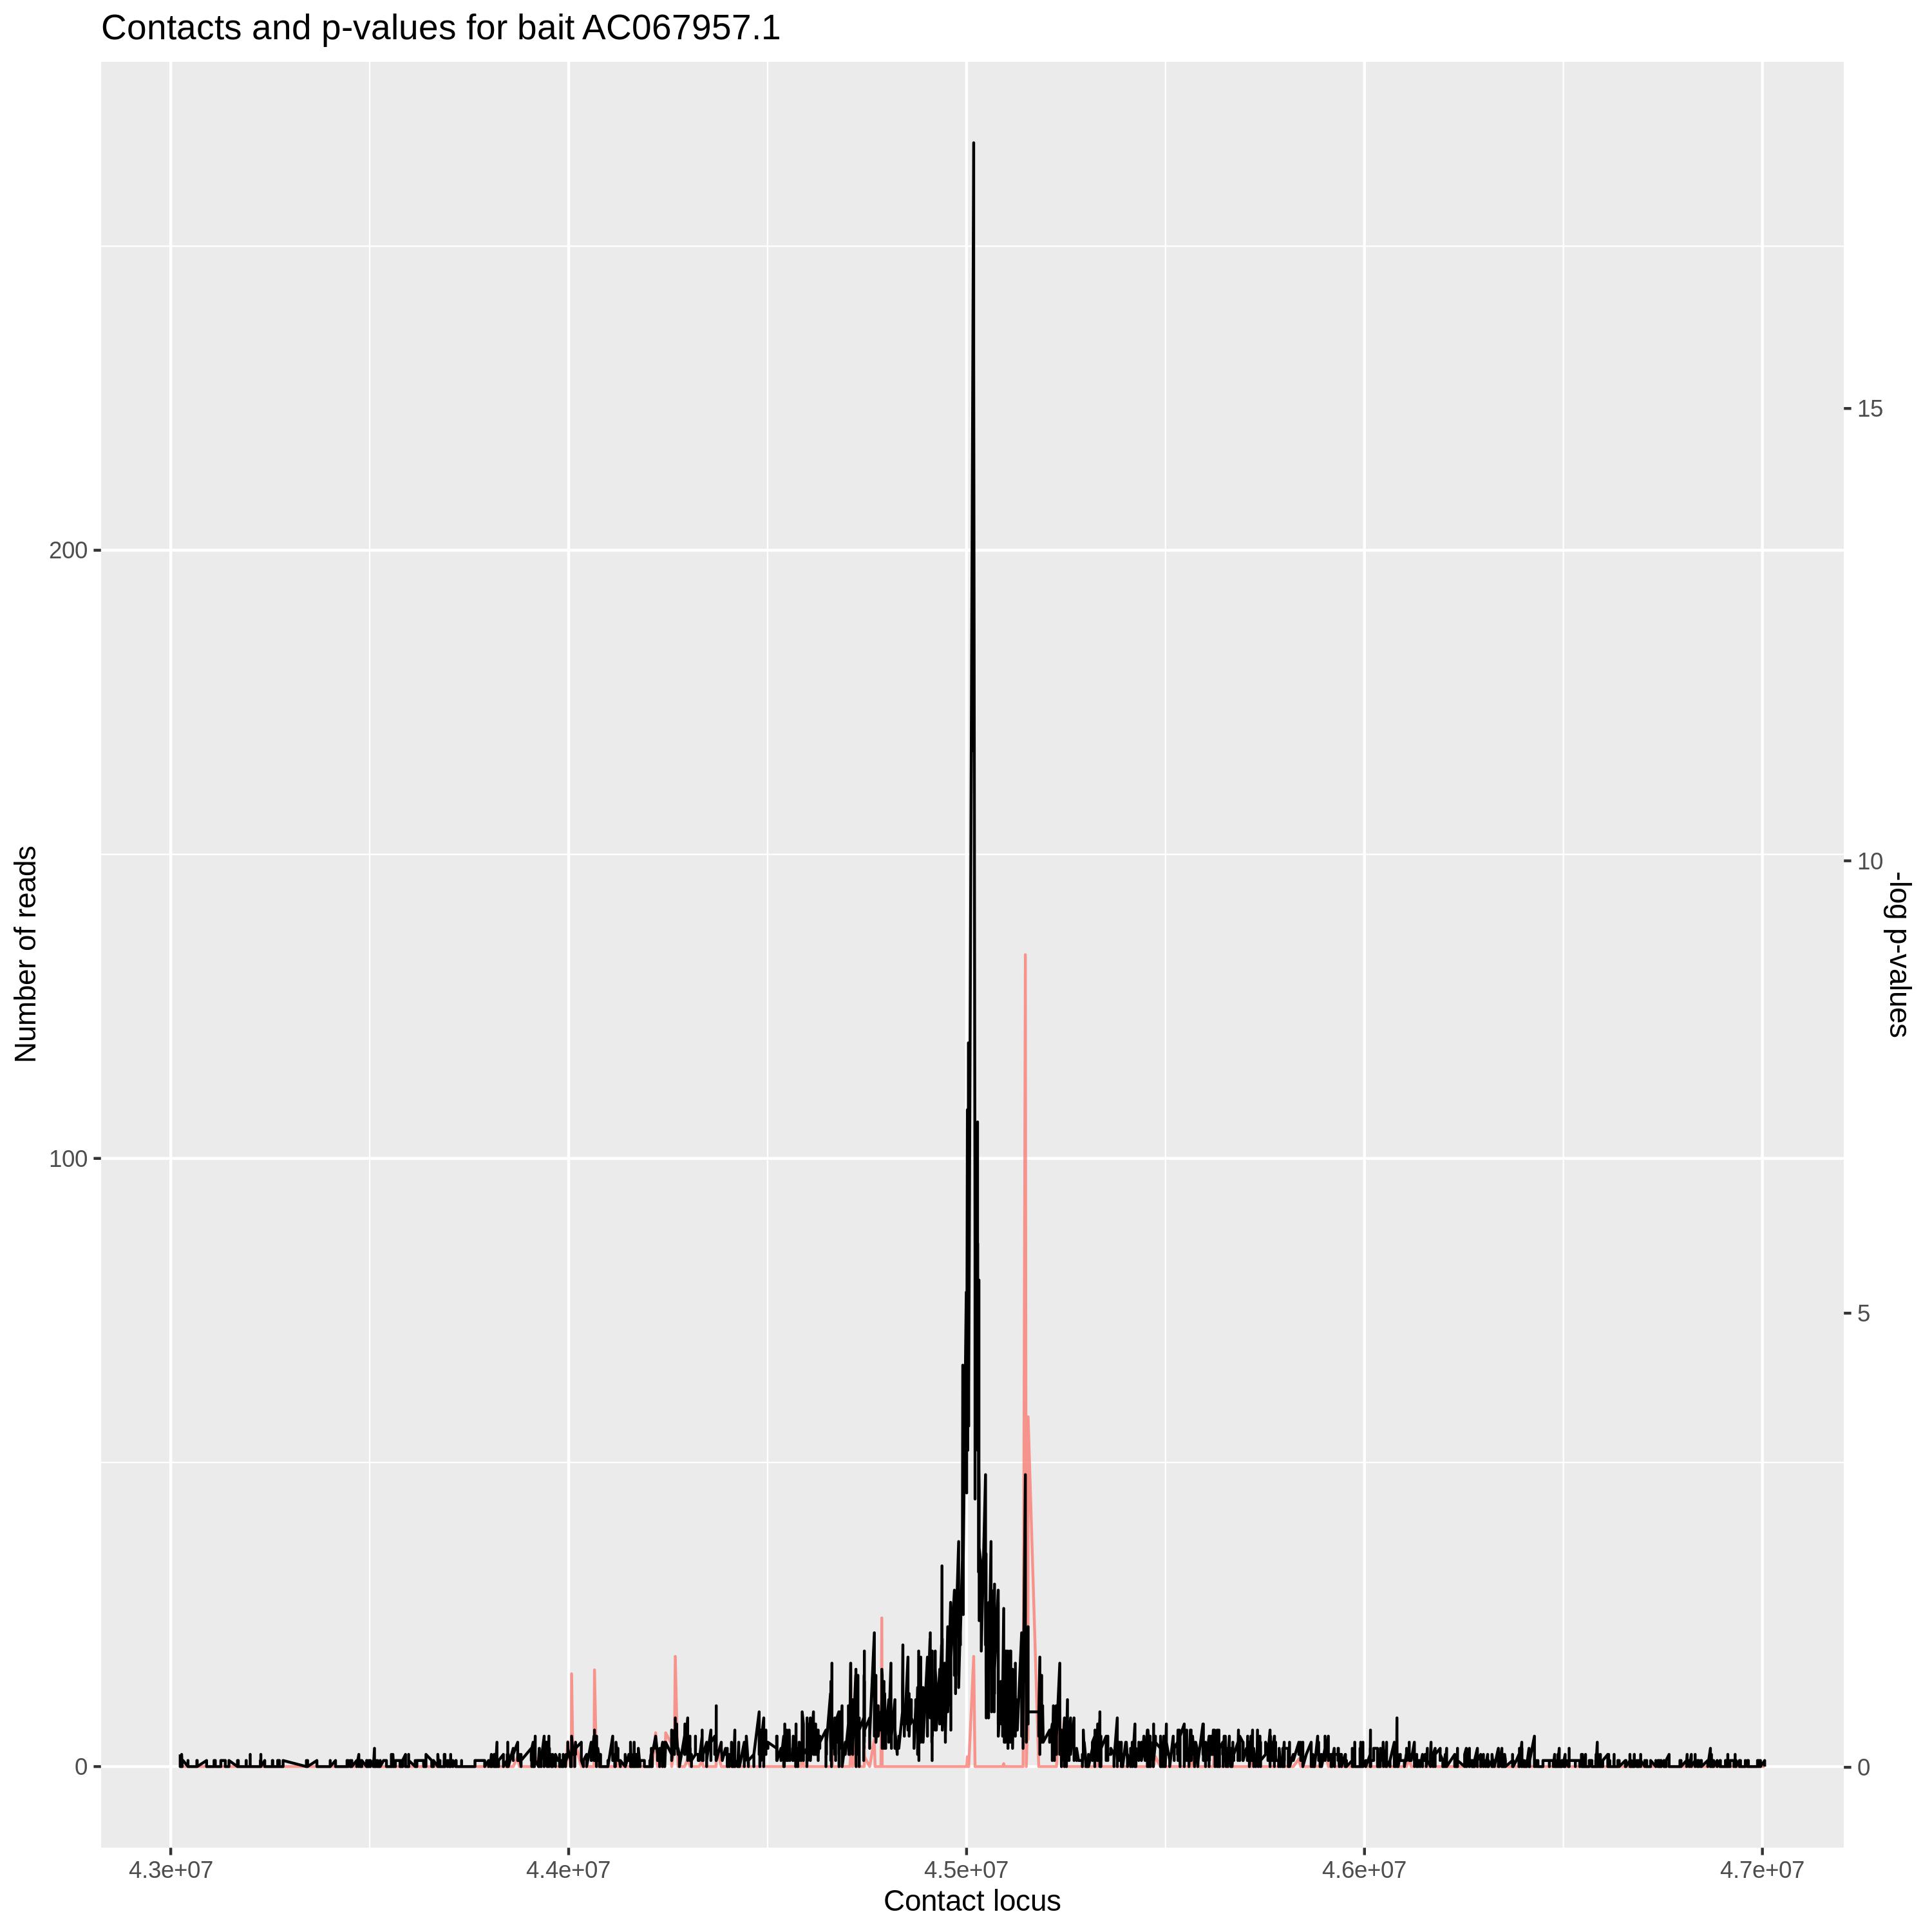 Contacts and p-values for bait AC067957.1
Number of reads
200
100
0
15
10
5
0
-log p-values
4.3e+07
4.4e+07
4.5e+07
4.6e+07
4.7e+07
Contact locus